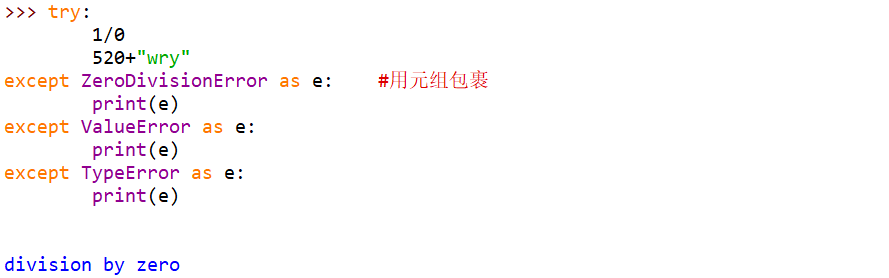 >>> try:
        1/0
        520+"wry"
except ZeroDivisionError as e:    #用元组包裹
        print(e)
except ValueError as e:
        print(e)
except TypeError as e:
        print(e)
division by zero